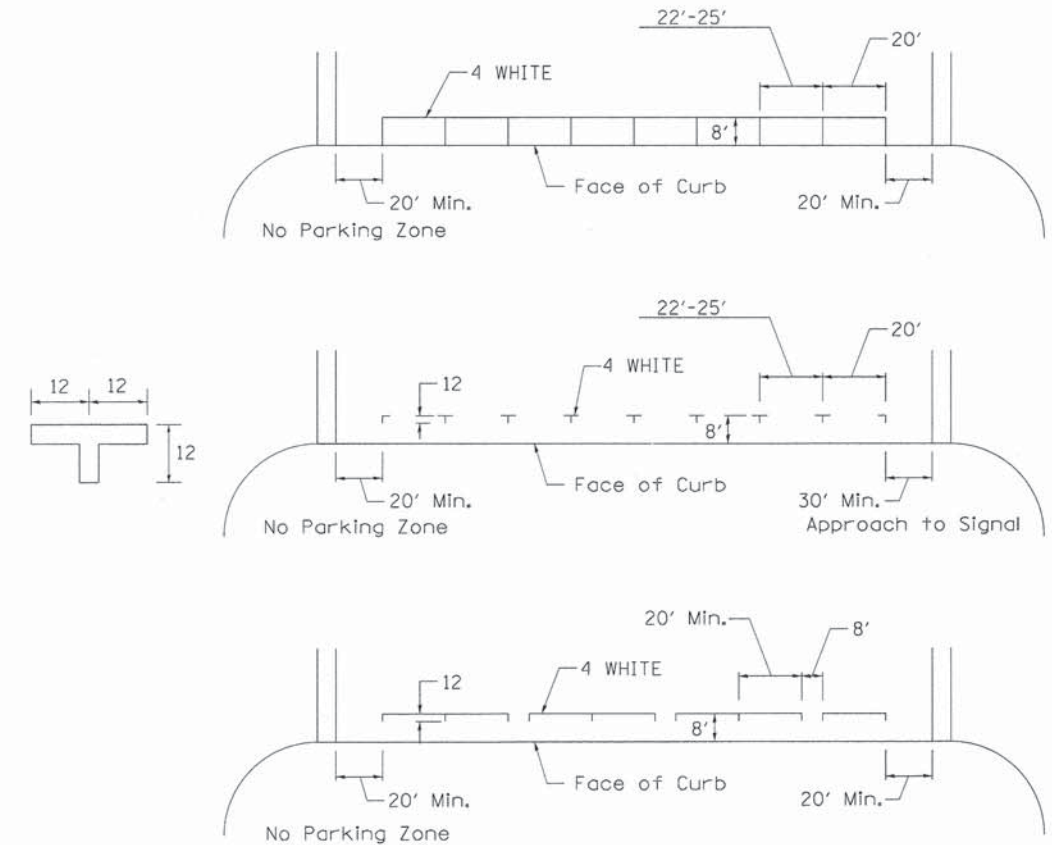 22'-25'
20'
4 WHITE
8'
Face of Curb
20' Min.
20' Min.
No Parking Zone
22'-25'
20'
12 12
4 WHITE
12
12
8'
Face of Curb
20' Min.
30' Min.
No Parking Zone
Approach to Signal
20' Min.
8'
4 WHITE
12
8'
Face of Curb
20' Min.
20' Min.
No Parking Zone